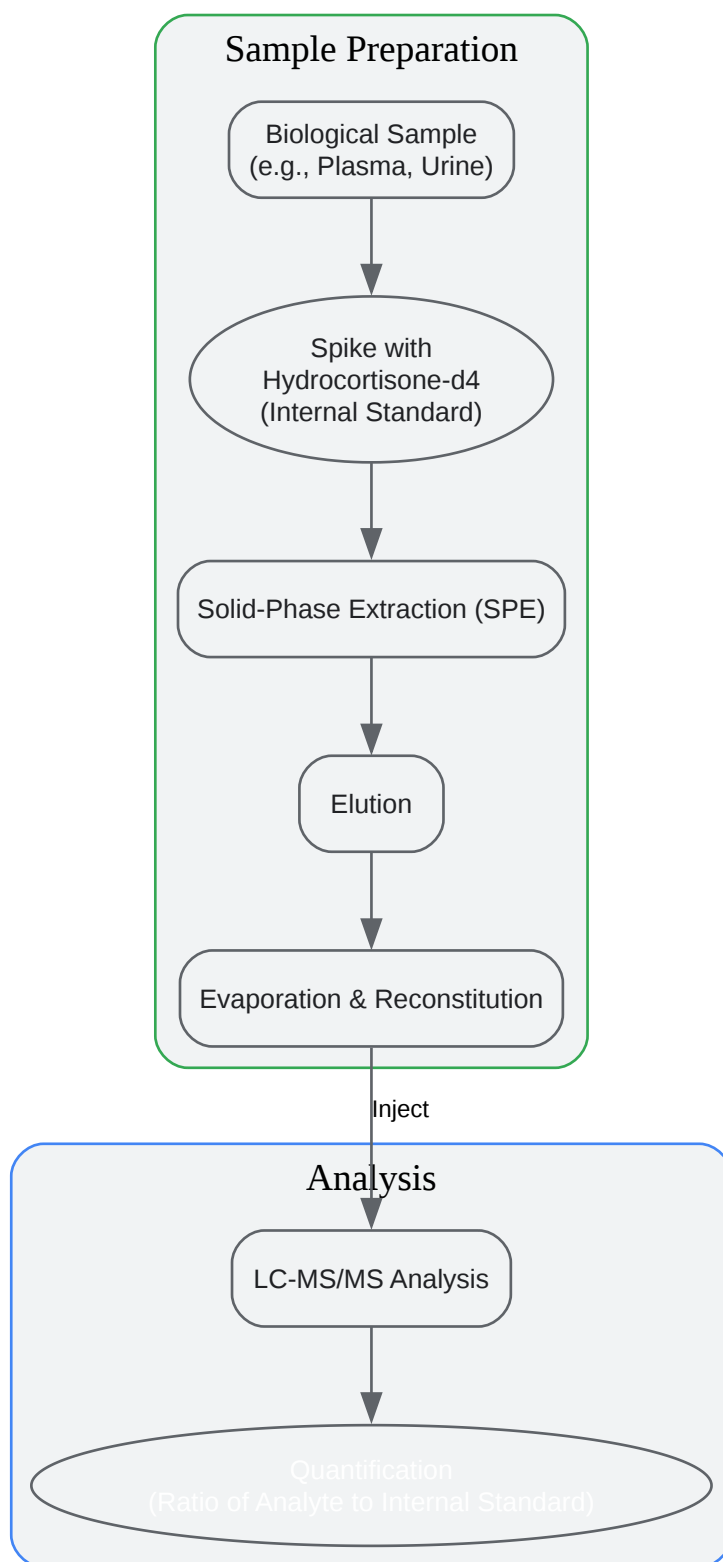 Sample Preparation
Biological Sample
(e.g., Plasma, Urine)
Spike with
Hydrocortisone-d4
(Internal Standard)
Solid-Phase Extraction (SPE)
Elution
Evaporation & Reconstitution
Inject
Analysis
LC-MS/MS Analysis
Quantification
(Ratio of Analyte to Internal Standard)